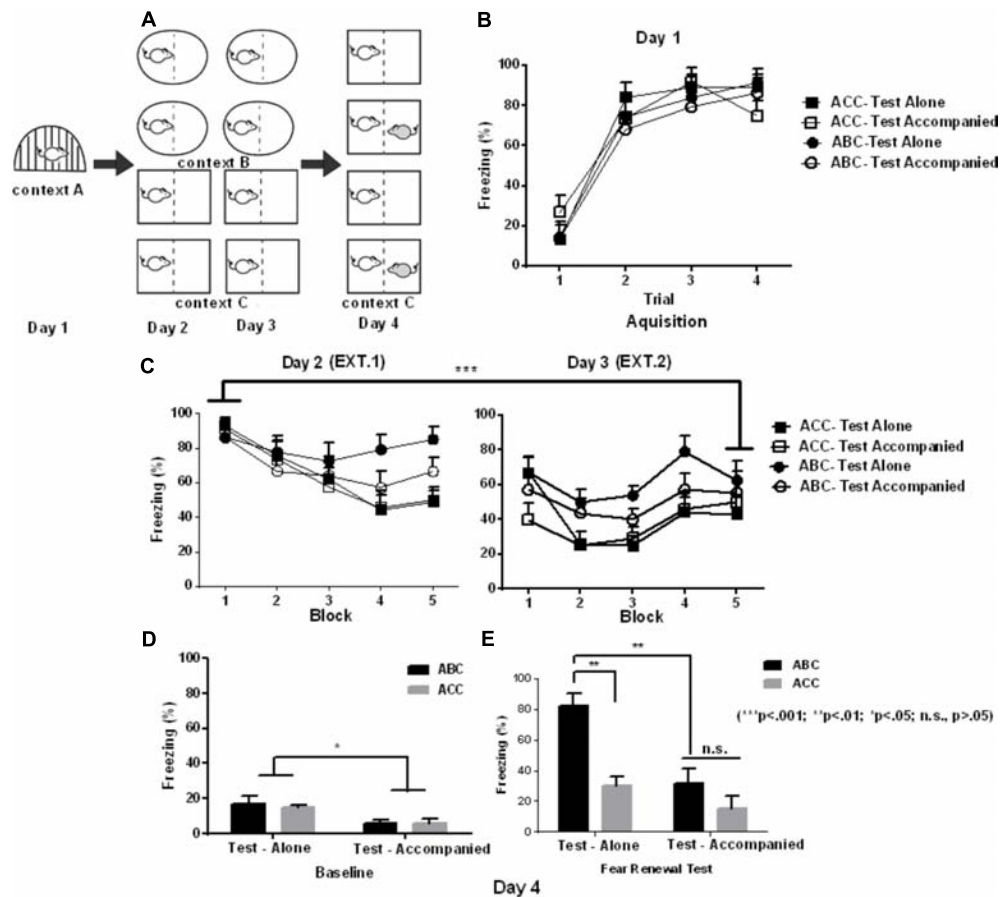 A
context A
context B
context C
context C
Day 1
Day 2
Day 3
Day 4
B
Day 1
Freezing (%)
100
80
60
40
20
0
1 2 3 4
Trial
Aquisition
ACC- Test Alone
ACC- Test Accompanied
ABC-Test Alone
ABC- Test Accompanied
C
Day 2 (EXT.1)
***
Day 3 (EXT.2)
Freezing (%)
100
80
60
40
20
0
1 2 3 4 5
Block
100
80
60
40
20
0
1 2 3 4 5
Block
ACC- Test Alone
ACC- Test Accompanied
ABC- Test Alone
ABC- Test Accompanied
D
Freezing (%)
100
80
60
40
20
0
*
ABC
ACC
Test - Alone
Test - Accompanied
Baseline
E
Freezing (%)
100
80
60
40
20
0
**
**
n.s.
ABC
ACC
(***p<.001; **p<.01; *p<.05; n.s., p>.05)
Test - Alone
Test - Accompanied
Fear Renewal Test
Day 4